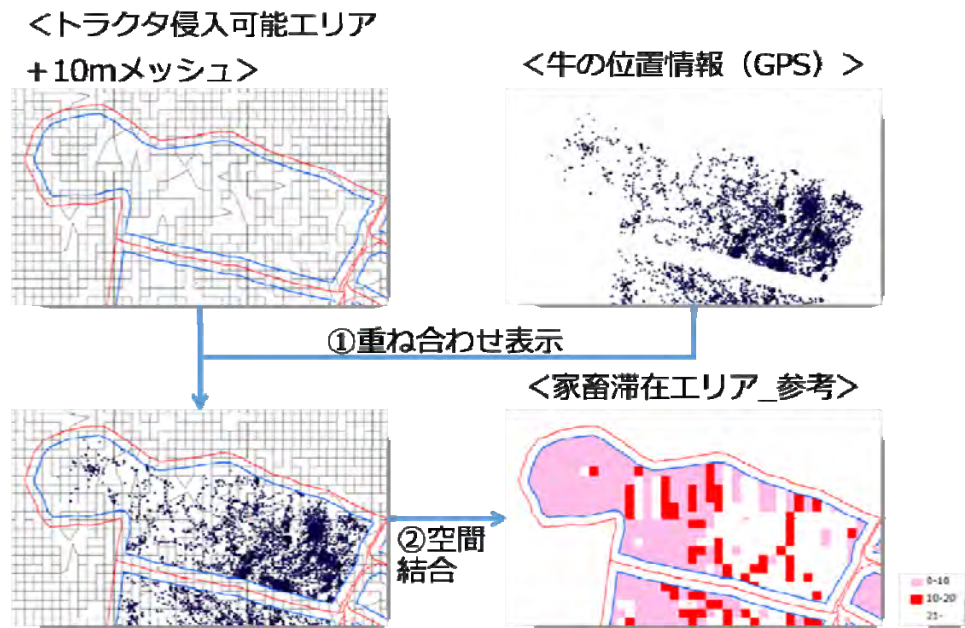 ＜トラクタ侵入可能エリア
＋10mメッシュ＞
＜牛の位置情報（GPS）＞
①重ね合わせ表示
＜家畜滞在エリア_参考＞
②空間
結合
0-10
10-20
21-